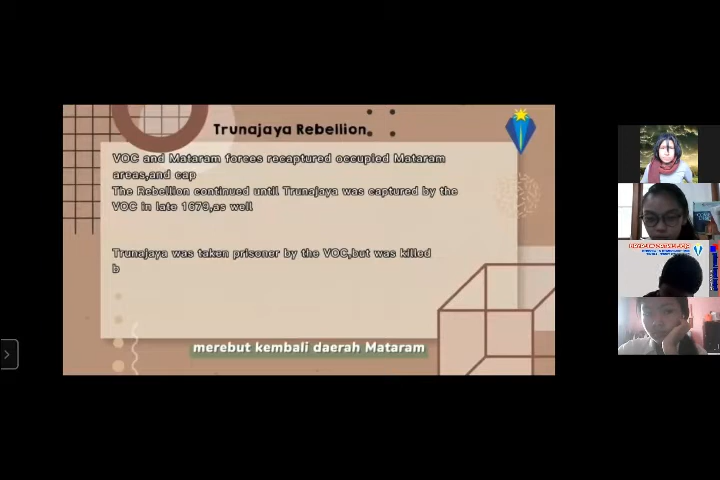 Trunajaya Rebellion
VOC and Mataram forces recaptured occupied Mataram
areas,and cap
The Rebellion continued until Trunajaya was captured by the
VOC in late 1679,as well
Trunajaya was taken prisoner by the VOC,but was killed
b
merebut kembali daerah Mataram